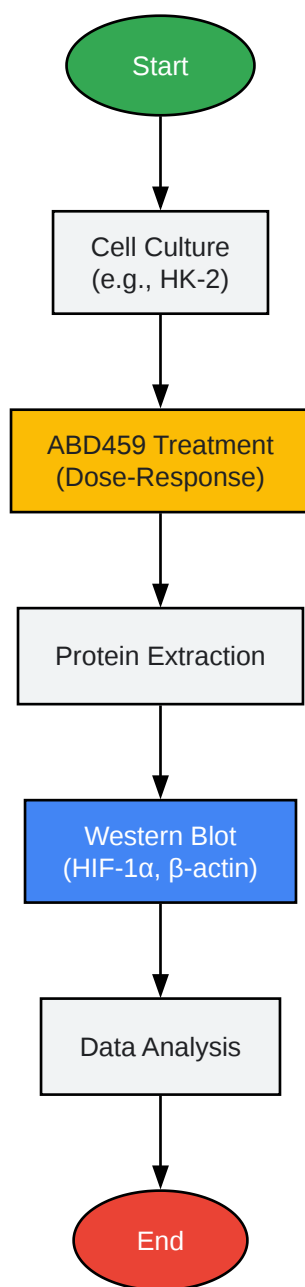 Start
Cell Culture
(e.g., HK-2)
ABD459 Treatment
(Dose-Response)
Protein Extraction
Western Blot
(HIF-1α, β-actin)
Data Analysis
End